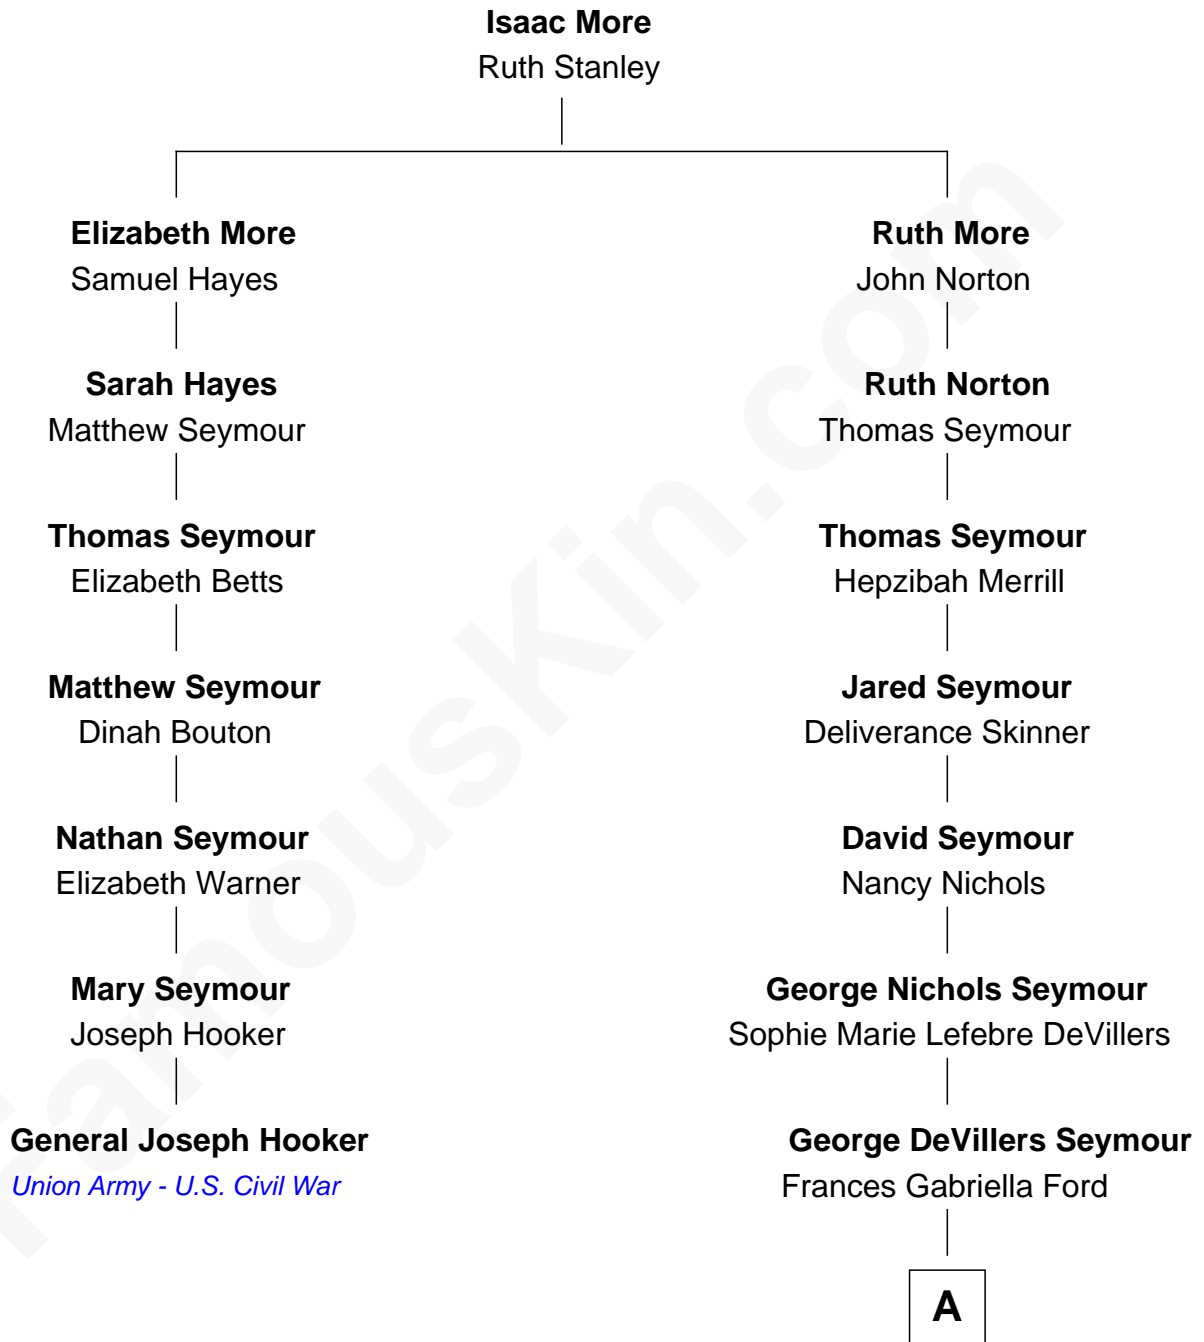 Isaac More
Ruth Stanley
Elizabeth More
Samuel Hayes
Ruth More
John Norton
Sarah Hayes
Matthew Seymour
Ruth Norton
Thomas Seymour
Thomas Seymour
Elizabeth Betts
Thomas Seymour
Hepzibah Merrill
Matthew Seymour
Dinah Bouton
Jared Seymour
Deliverance Skinner
Nathan Seymour
Elizabeth Warner
David Seymour
Nancy Nichols
Mary Seymour
Joseph Hooker
George Nichols Seymour
Sophie Marie Lefebre DeVillers
General Joseph Hooker
Union Army - U.S. Civil War
George DeVillers Seymour
Frances Gabriella Ford
A
FamousKin.com